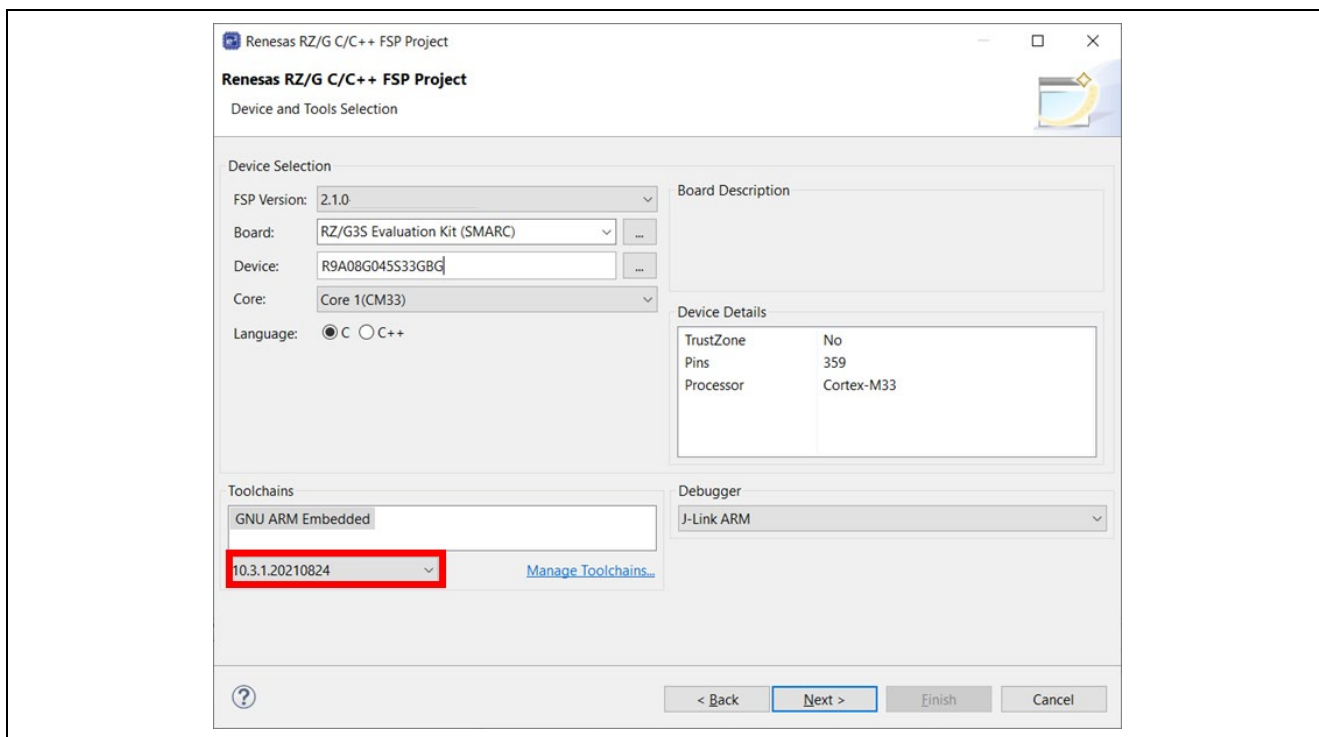 Renesas RZ/G C/C++ FSP Project
Renesas RZ/G C/C++ FSP Project
Device and Tools Selection
Device Selection
FSP Version: 2.1.0
Board: RZ/G3S Evaluation Kit (SMARC) ...
Device: R9A08G045S33GBG ...
Core: Core 1(CM33)
Language: C C++
Board Description
Device Details
TrustZone No
Pins 359
Processor Cortex-M33
Toolchains
GNU ARM Embedded
10.3.1.20210824 Manage Toolchains...
Debugger
J-Link ARM
? < Back Next > Finish Cancel